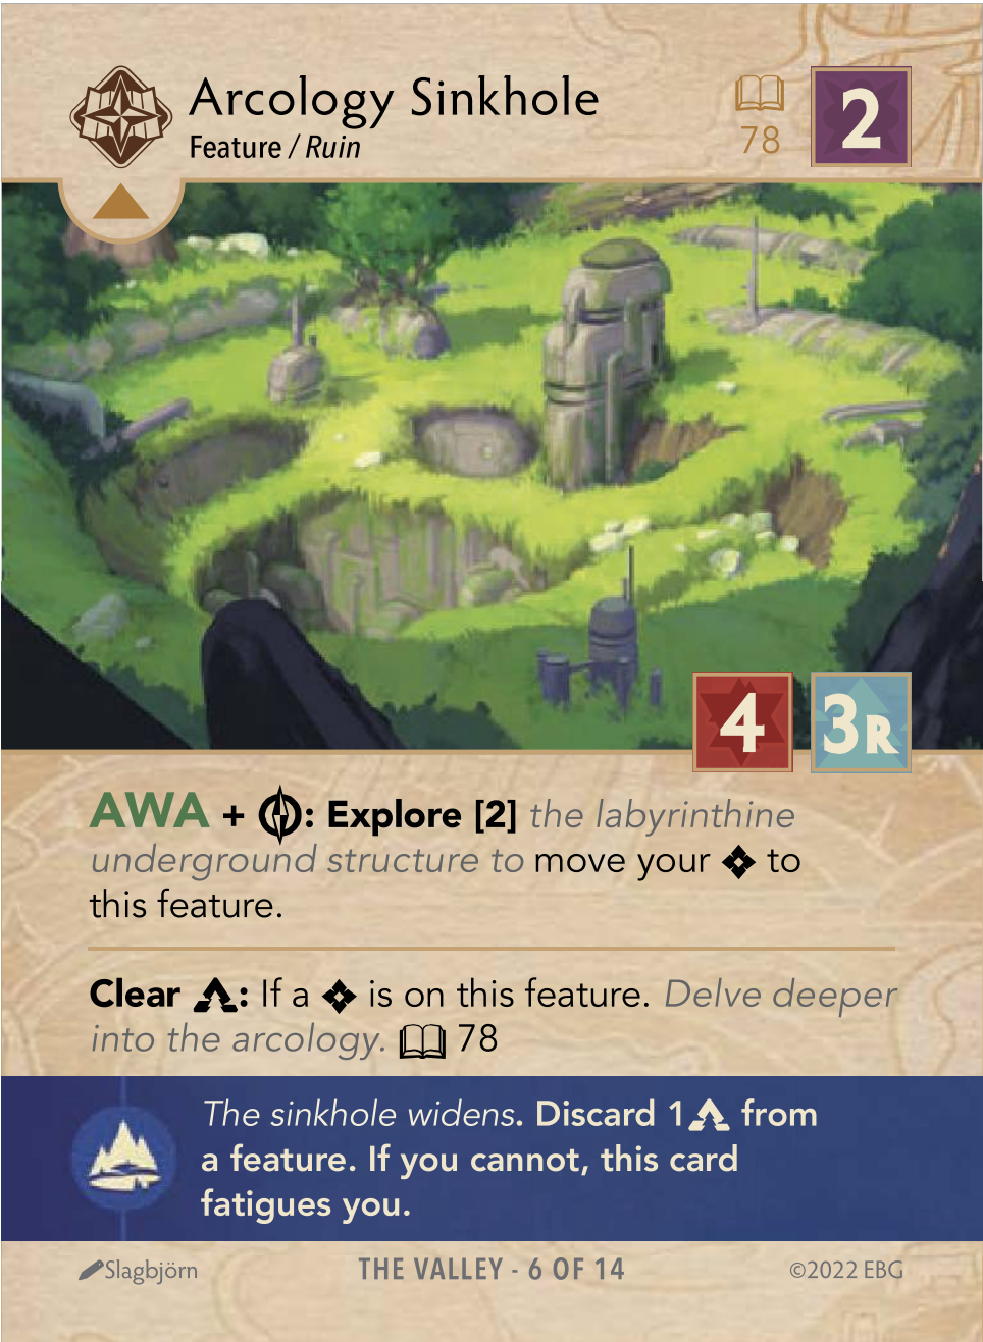 Arcology Sinkhole
Feature / Ruin
78
2
4
3R
AWA + : Explore [2] the labyrinthine
underground structure to move your to
this feature.
Clear : If a is on this feature. Delve deeper
into the arcology. 78
The sinkhole widens. Discard 1 from
a feature. If you cannot, this card
fatigues you.
Slagbjörn
THE VALLEY - 6 OF 14
©2022 EBG